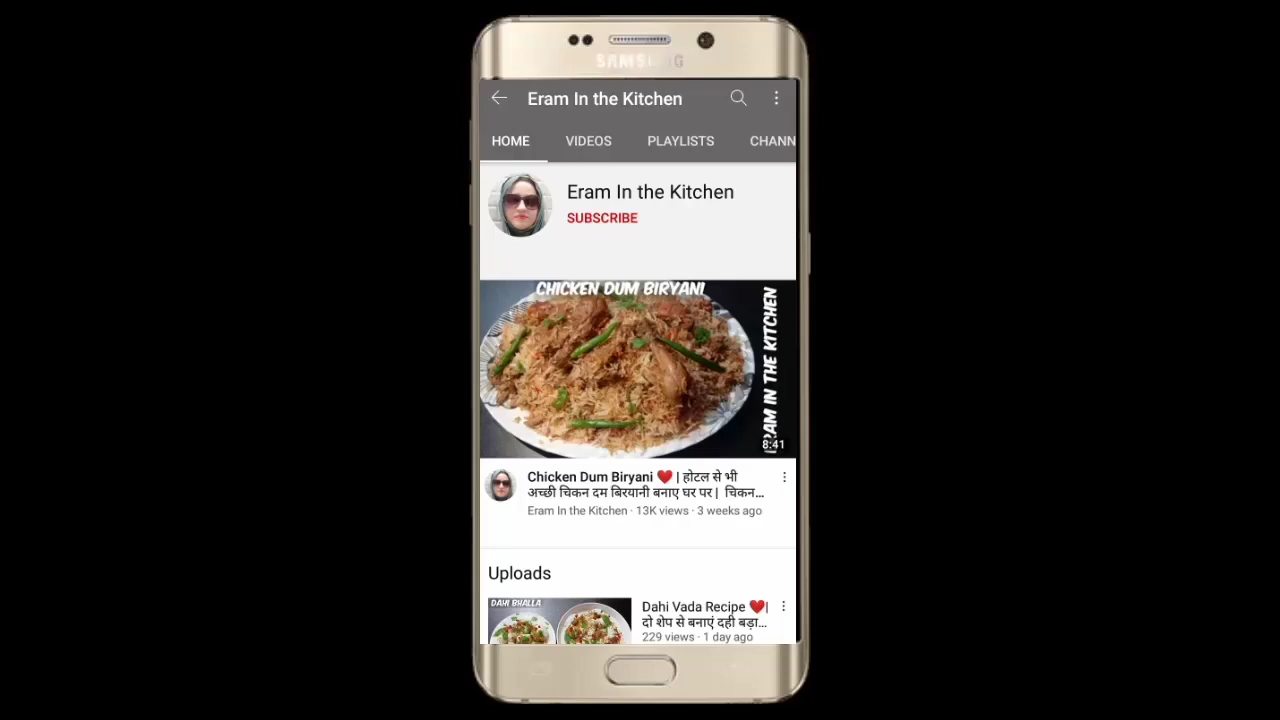 SAMSUNG
Eram In the Kitchen
HOME VIDEOS PLAYLISTS CHANN
Eram In the Kitchen
SUBSCRIBE
CHICKEN DUM BIRYANI
ERAM IN THE KITCHEN
8:41
Chicken Dum Biryani ❤️ | होटल से भी
अच्छी चिकन दम बिरयानी बनाए घर पर | चिकन...
Eram In the Kitchen · 13K views · 3 weeks ago
Uploads
DAHI BHALLA
Dahi Vada Recipe ❤️|
दो शेप से बनाएं दही बड़ा...
229 views · 1 day ago